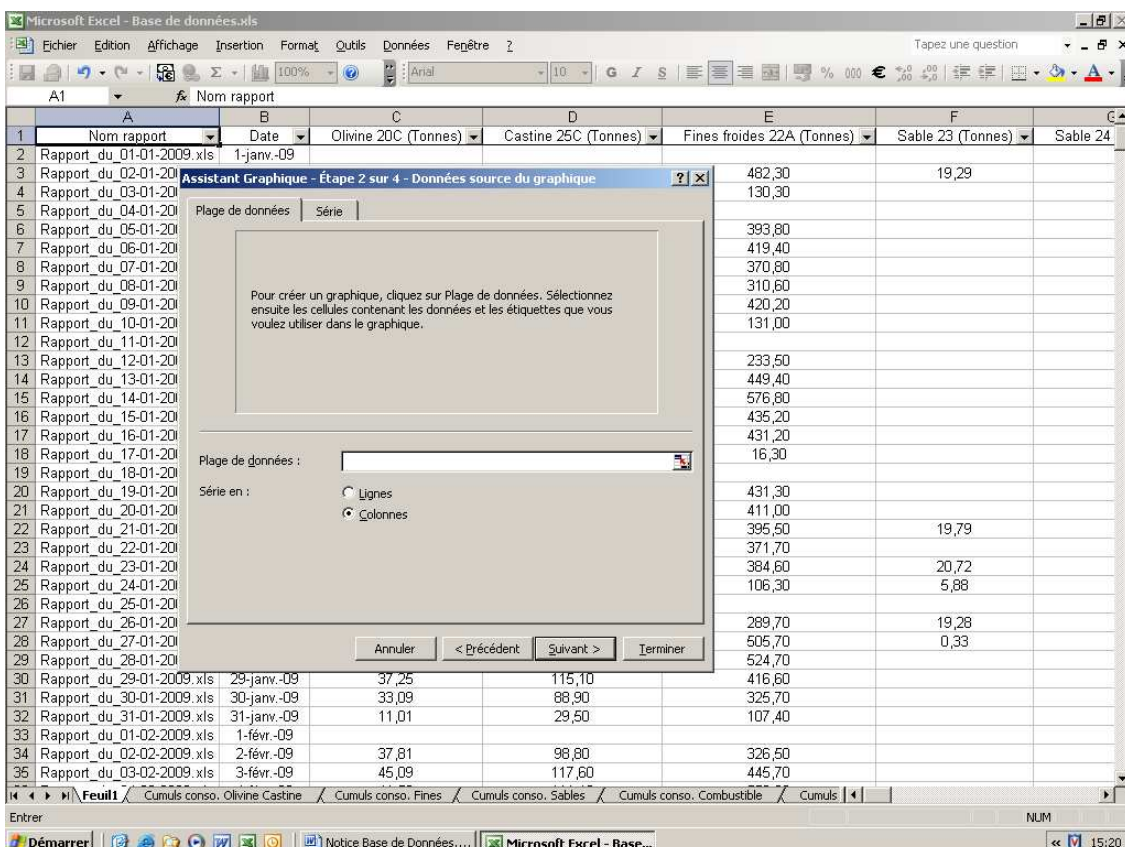 Microsoft Excel - Base de données.xls
Fichier Edition Affichage Insertion Format Outils Données Fenêtre ? Tapez une question
100% Arial 10 G I S % 000 €
A1 fx Nom rapport
A B C D E F G
1 Nom rapport Date Olivine 20C (Tonnes) Castine 25C (Tonnes) Fines froides 22A (Tonnes) Sable 23 (Tonnes) Sable 24
2 Rapport_du_01-01-2009.xls 1-janv.-09
3 Rapport_du_02-01-20 482,30 19,29
4 Rapport_du_03-01-20 130,30
5 Rapport_du_04-01-20
6 Rapport_du_05-01-20 393,80
7 Rapport_du_06-01-20 419,40
8 Rapport_du_07-01-20 370,80
9 Rapport_du_08-01-20 310,60
10 Rapport_du_09-01-20 420,20
11 Rapport_du_10-01-20 131,00
12 Rapport_du_11-01-20
13 Rapport_du_12-01-20 233,50
14 Rapport_du_13-01-20 449,40
15 Rapport_du_14-01-20 576,80
16 Rapport_du_15-01-20 435,20
17 Rapport_du_16-01-20 431,20
18 Rapport_du_17-01-20 16,30
19 Rapport_du_18-01-20
20 Rapport_du_19-01-20 431,30
21 Rapport_du_20-01-20 411,00
22 Rapport_du_21-01-20 395,50 19,79
23 Rapport_du_22-01-20 371,70
24 Rapport_du_23-01-20 384,60 20,72
25 Rapport_du_24-01-20 106,30 5,88
26 Rapport_du_25-01-20
27 Rapport_du_26-01-20 289,70 19,28
28 Rapport_du_27-01-20 505,70 0,33
29 Rapport_du_28-01-20 524,70
30 Rapport_du_29-01-2009.xls 29-janv.-09 37,25 115,10 416,60
31 Rapport_du_30-01-2009.xls 30-janv.-09 33,09 88,90 325,70
32 Rapport_du_31-01-2009.xls 31-janv.-09 11,01 29,50 107,40
33 Rapport_du_01-02-2009.xls 1-févr.-09
34 Rapport_du_02-02-2009.xls 2-févr.-09 37,81 98,80 326,50
35 Rapport_du_03-02-2009.xls 3-févr.-09 45,09 117,60 445,70
Assistant Graphique - Étape 2 sur 4 - Données source du graphique
Plage de données Série
Pour créer un graphique, cliquez sur Plage de données. Sélectionnez
ensuite les cellules contenant les données et les étiquettes que vous
voulez utiliser dans le graphique.
Plage de données :
Série en : Lignes
Colonnes
Annuler < Précédent Suivant > Terminer
Feuil1 Cumuls conso. Olivine Castine Cumuls conso. Fines Cumuls conso. Sables Cumuls conso. Combustible Cumuls
Entrer NUM
Démarrer Notice Base de Données.... Microsoft Excel - Base... « 15:20